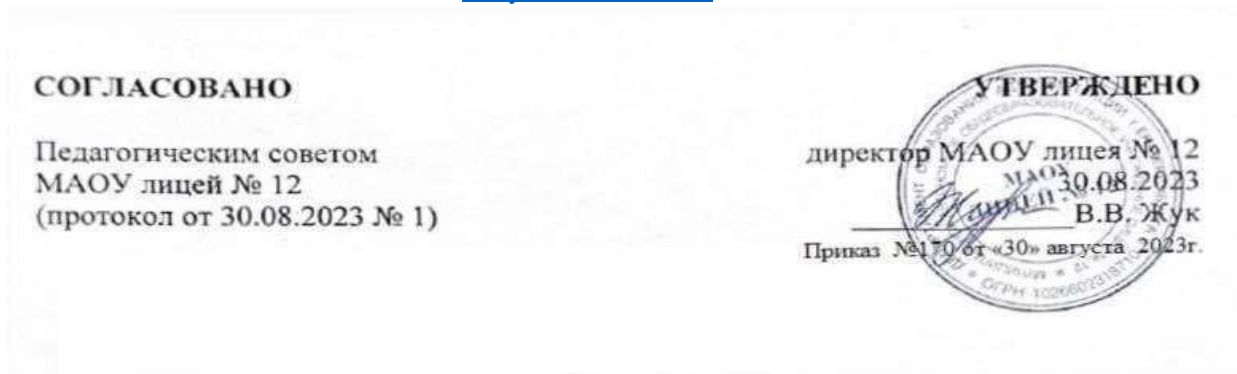 СОГЛАСОВАНО
Педагогическим советом
МАОУ лицей № 12
(протокол от 30.08.2023 № 1)
УТВЕРЖДЕНО
директор МАОУ лицея № 12
30.08.2023
В.В. Жук
Приказ №170 от «30» августа 2023г.
МАОУ